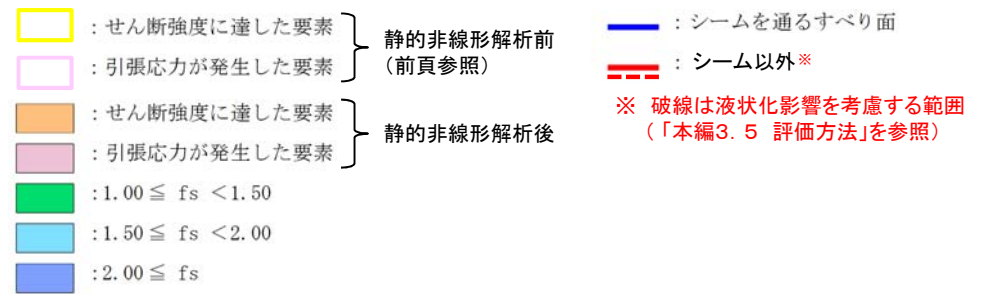 ：せん断強度に達した要素
：引張応力が発生した要素
静的非線形解析前
（前頁参照）
：せん断強度に達した要素
：引張応力が発生した要素
静的非線形解析後
:1.00≦ fs ＜1.50
:1.50≦ fs ＜2.00
:2.00≦ fs
：シームを通るすべり面
：シーム以外※
※ 破線は液状化影響を考慮する範囲
（「本編3．5 評価方法」を参照）